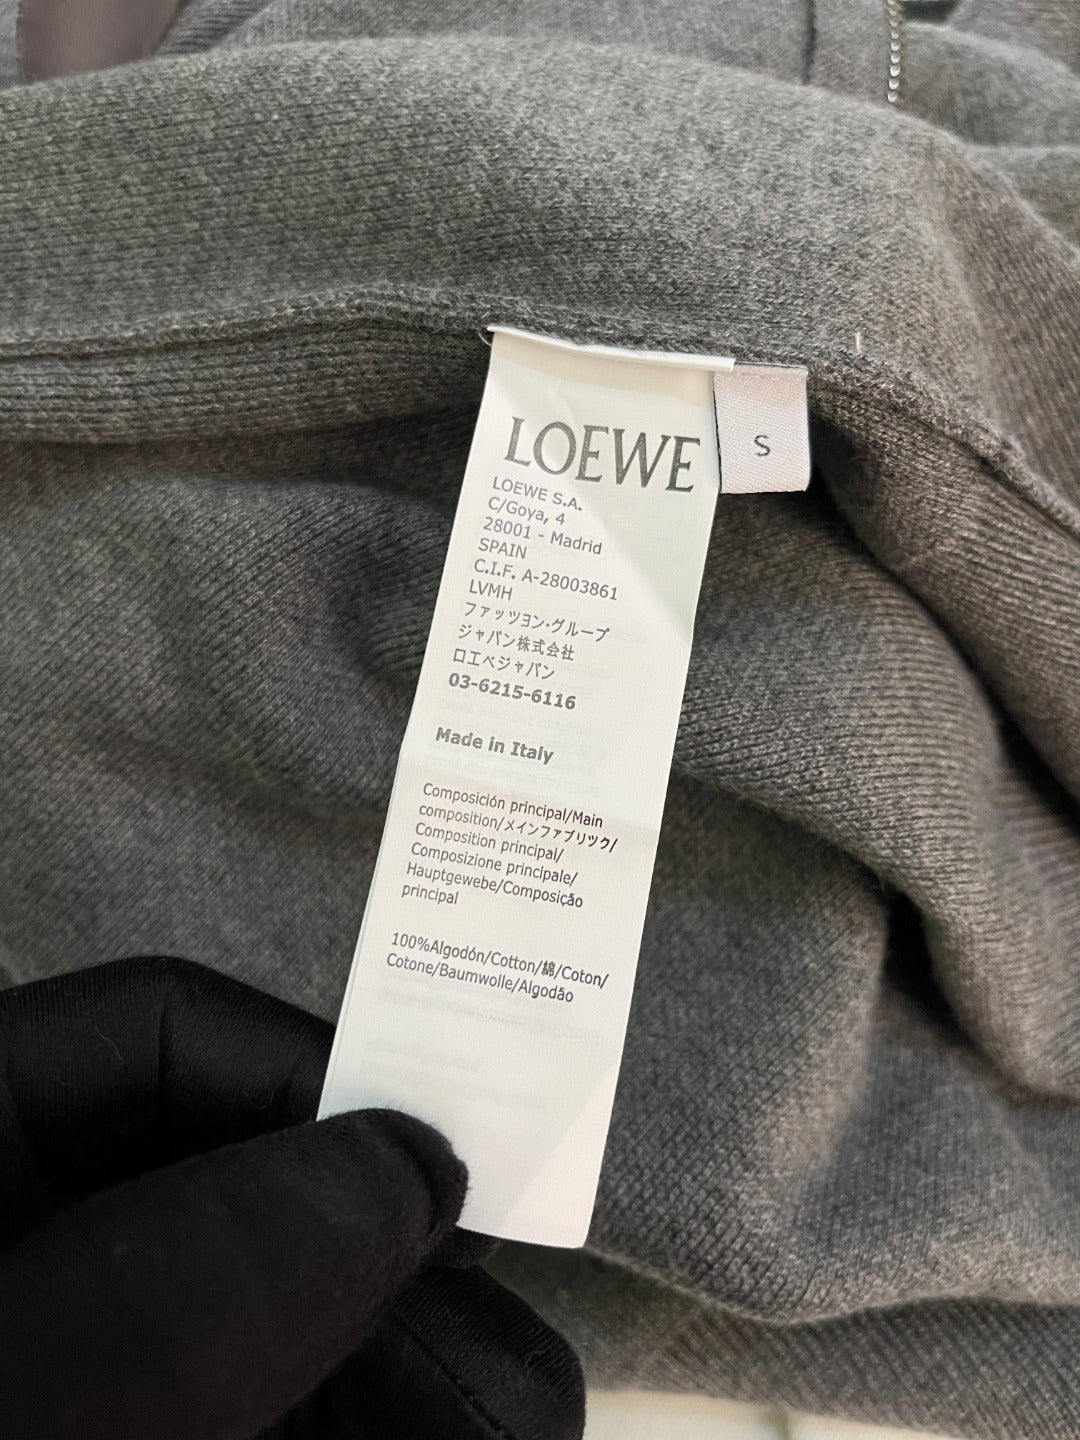 LOEWE
S
LOEWE S.A.
C/Goya, 4
28001 - Madrid
SPAIN
C.I.F. A-28003861
LVMH
ファッツヨン・グループ
ジャパン株式会社
ロエベジャパン
03-6215-6116
Made in Italy
Composición principal/Main
composition/メインファブリツク/
Composition principal/
Composizione principale/
Hauptgewebe/Composição
principal
100%Algodón/Cotton/綿/Coton/
Cotone/Baumwolle/Algodão